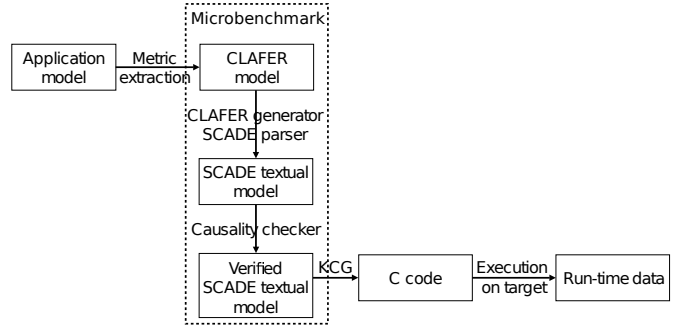 Microbenchmark
Application
model
Metric
extraction
CLAFER
model
CLAFER generator
SCADE parser
SCADE textual
model
Causality checker
Verified
SCADE textual
model
KCG
C code
Execution
on target
Run-time data